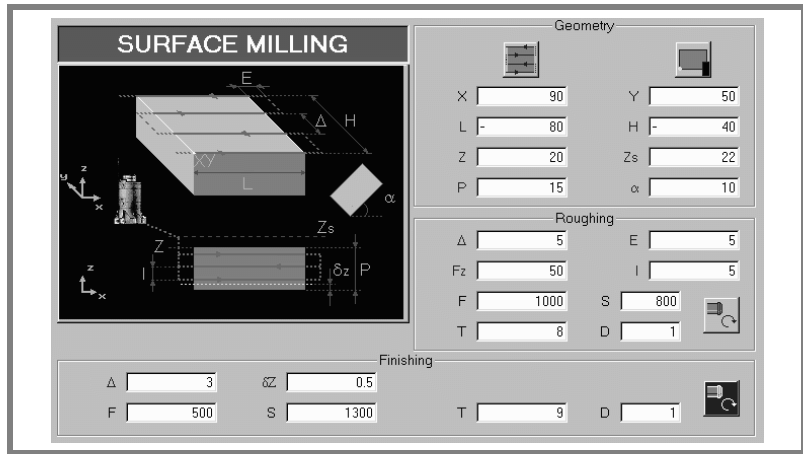 SURFACE MILLING
E
Δ
H
XY
L
α
z
y
x
Zs
Z
I
δz
P
z
x
Geometry
X 90 Y 50
L - 80 H - 40
Z 20 Zs 22
P 15 α 10
Roughing
Δ 5 E 5
Fz 50 I 5
F 1000 S 800
T 8 D 1
Finishing
Δ 3 δZ 0.5
F 500 S 1300 T 9 D 1